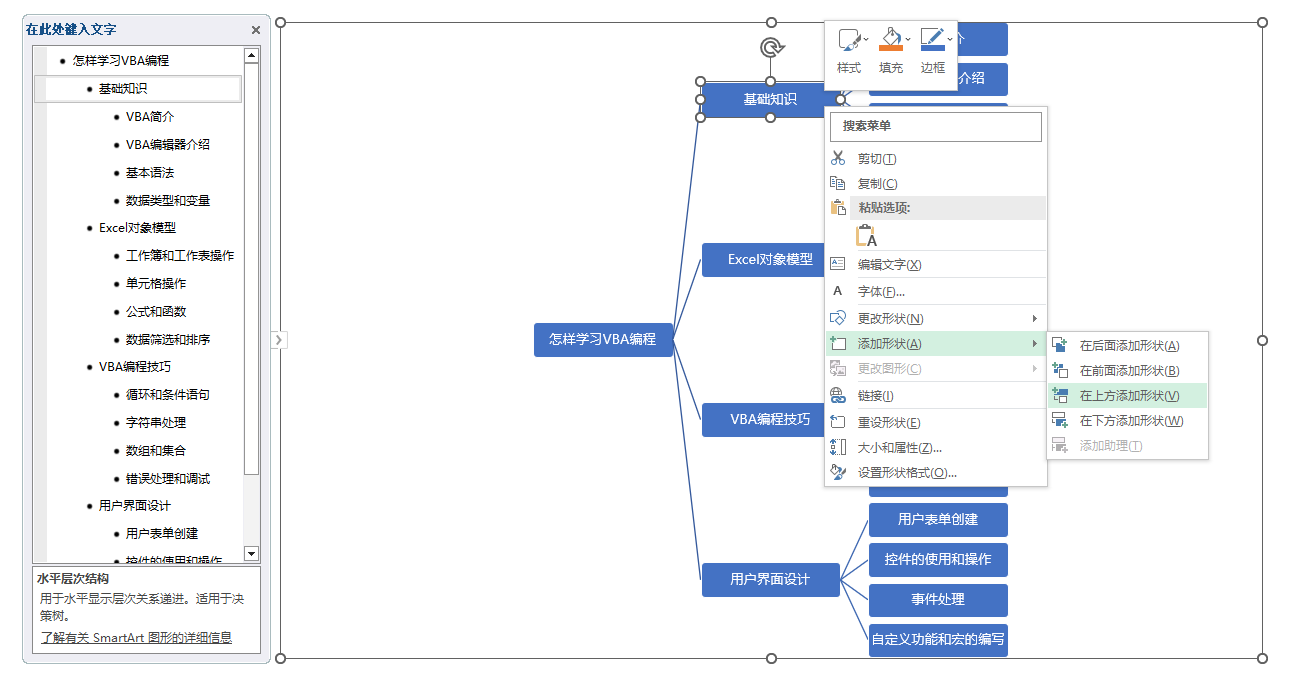 在此处键入文字
怎样学习VBA编程
基础知识
VBA简介
VBA编辑器介绍
基本语法
数据类型和变量
Excel对象模型
工作簿和工作表操作
单元格操作
公式和函数
数据筛选和排序
VBA编程技巧
循环和条件语句
字符串处理
数组和集合
错误处理和调试
用户界面设计
用户表单创建
控件的使用和操作
水平层次结构
用于水平显示层次关系递进。适用于决
策树。
了解有关 SmartArt 图形的详细信息
怎样学习VBA编程
基础知识
Excel对象模型
VBA编程技巧
用户界面设计
介
介绍
用户表单创建
控件的使用和操作
事件处理
自定义功能和宏的编写
样式 填充 边框
搜索菜单
剪切(T)
复制(C)
粘贴选项:
A
编辑文字(X)
A 字体(F)...
更改形状(N)
添加形状(A)
更改图形(C)
链接(I)
重设形状(E)
大小和属性(Z)...
设置形状格式(O)...
在后面添加形状(A)
在前面添加形状(B)
在上方添加形状(V)
在下方添加形状(W)
添加助理(T)